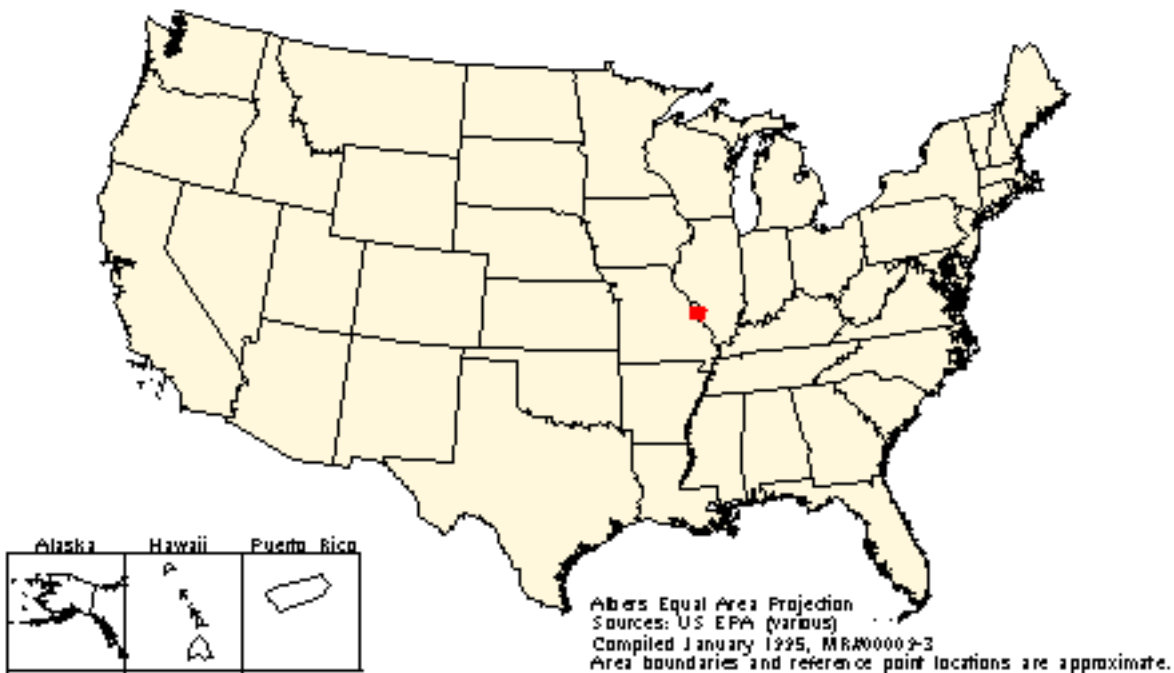 Alaska Hawaii Puerto Rico
Albers Equal Area Projection
Sources: US EPA (various)
Compiled January 1995, MR#00009-3
Area boundaries and reference point locations are approximate.